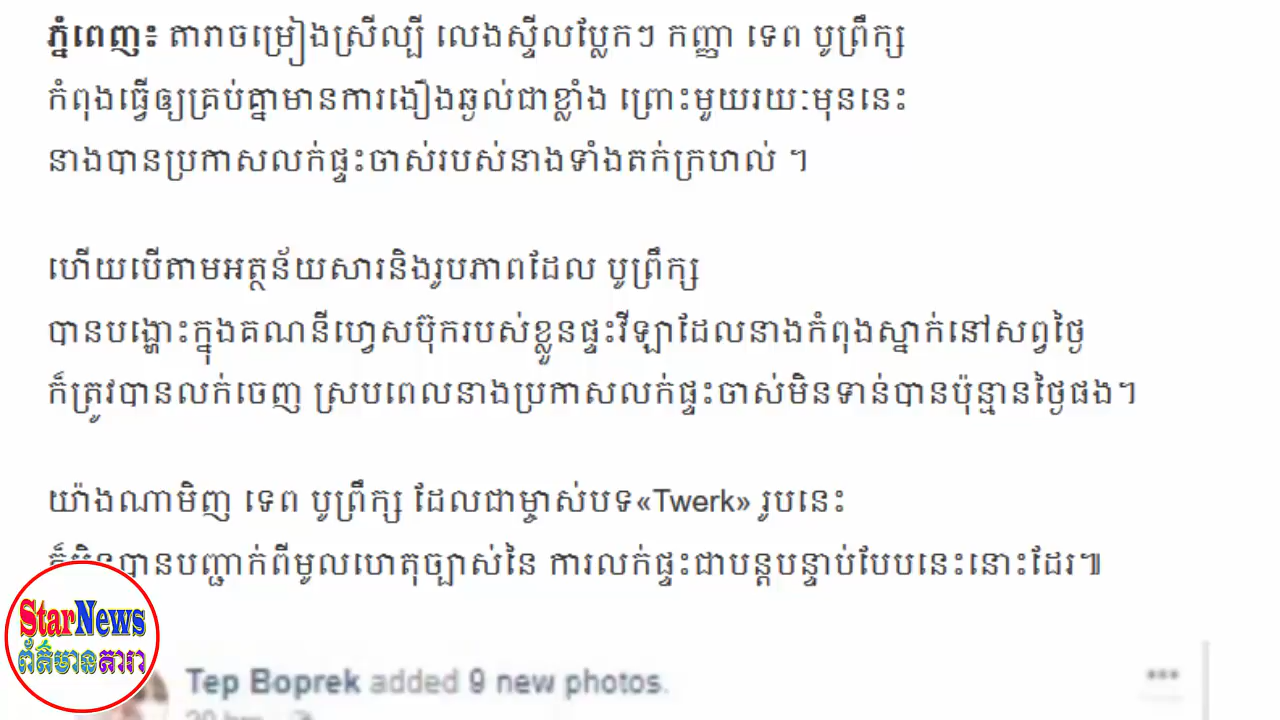 ភ្នំពេញ៖ តារាចម្រៀងស្រីល្បី លេងស្ទីលប្លែកៗ កញ្ញា ទេព បូព្រឹក្ស
កំពុងធ្វើឲ្យគ្រប់គ្នាមានការងឿងឆ្ងល់ជាខ្លាំង ព្រោះមួយរយៈមុននេះ
នាងបានប្រកាសលក់ផ្ទះចាស់របស់នាងទាំងតក់ក្រហល់ ។
ហើយបើតាមអត្ថន័យសារនិងរូបភាពដែល បូព្រឹក្ស
បានបង្ហោះក្នុងគណនីហ្វេសប៊ុករបស់ខ្លួនផ្ទះវីឡាដែលនាងកំពុងស្នាក់នៅសព្វថ្ងៃ
ក៏ត្រូវបានលក់ចេញ ស្របពេលនាងប្រកាសលក់ផ្ទះចាស់មិនទាន់បានប៉ុន្មានថ្ងៃផង។
យ៉ាងណាមិញ ទេព បូព្រឹក្ស ដែលជាម្ចាស់បទ«Twerk» រូបនេះ
ក៏មិនបានបញ្ជាក់ពីមូលហេតុច្បាស់នៃ ការលក់ផ្ទះជាបន្តបន្ទាប់បែបនេះនោះដែរ៕
StarNews
ព័ត៌មានតារា
Tep Boprek added 9 new photos.